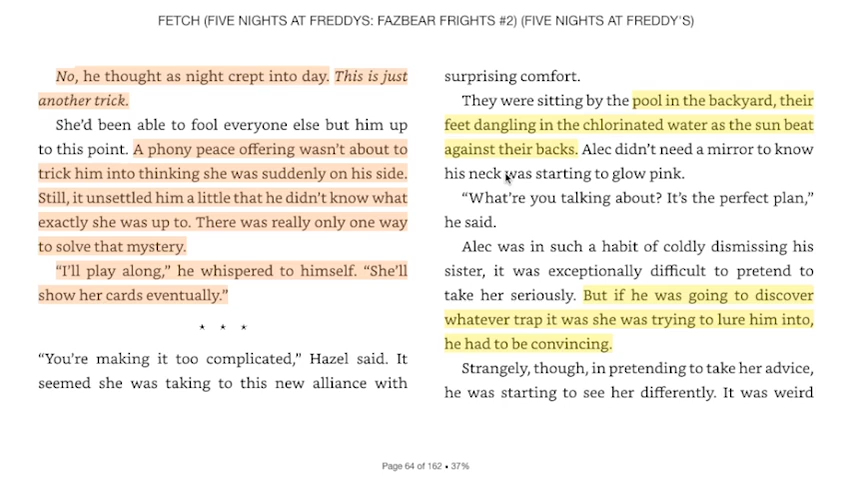 FETCH (FIVE NIGHTS AT FREDDYS: FAZBEAR FRIGHTS #2) (FIVE NIGHTS AT FREDDY'S)
No, he thought as night crept into day. This is just
another trick.
She'd been able to fool everyone else but him up
to this point. A phony peace offering wasn't about to
trick him into thinking she was suddenly on his side.
Still, it unsettled him a little that he didn't know what
exactly she was up to. There was really only one way
to solve that mystery.
"I'll play along," he whispered to himself. "She'll
show her cards eventually."
* * *
"You're making it too complicated," Hazel said. It
seemed she was taking to this new alliance with
surprising comfort.
They were sitting by the pool in the backyard, their
feet dangling in the chlorinated water as the sun beat
against their backs. Alec didn't need a mirror to know
his neck was starting to glow pink.
"What're you talking about? It's the perfect plan,"
he said.
Alec was in such a habit of coldly dismissing his
sister, it was exceptionally difficult to pretend to
take her seriously. But if he was going to discover
whatever trap it was she was trying to lure him into,
he had to be convincing.
Strangely, though, in pretending to take her advice,
he was starting to see her differently. It was weird
Page 64 of 162 • 37%